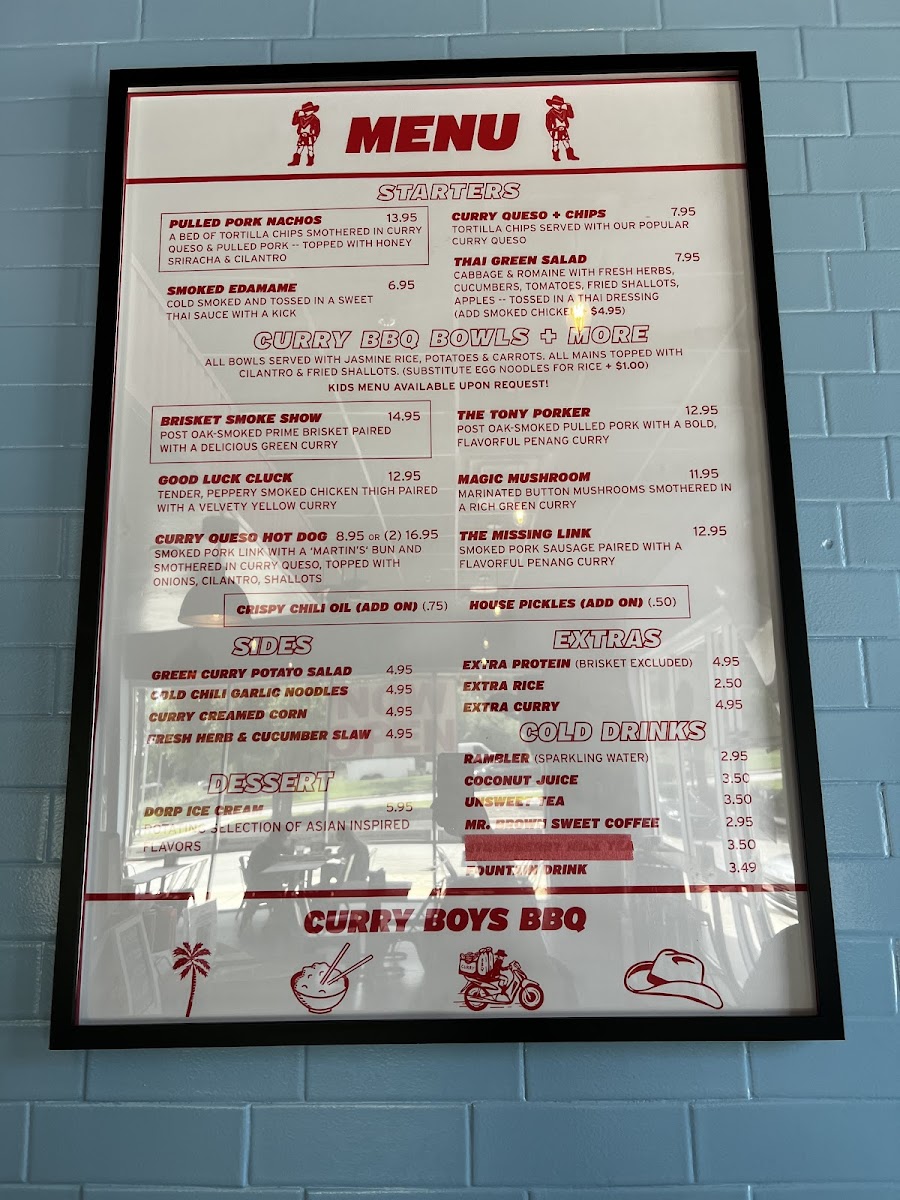 MENU
STARTERS
PULLED PORK NACHOS 13.95
A BED OF TORTILLA CHIPS SMOTHERED IN CURRY
QUESO & PULLED PORK -- TOPPED WITH HONEY
SRIRACHA & CILANTRO
SMOKED EDAMAME 6.95
COLD SMOKED AND TOSSED IN A SWEET
THAI SAUCE WITH A KICK
CURRY QUESO + CHIPS 7.95
TORTILLA CHIPS SERVED WITH OUR POPULAR
CURRY QUESO
THAI GREEN SALAD 7.95
CABBAGE & ROMAINE WITH FRESH HERBS,
CUCUMBERS, TOMATOES, FRIED SHALLOTS,
APPLES -- TOSSED IN A THAI DRESSING
(ADD SMOKED CHICKEN $4.95)
CURRY BBQ BOWLS + MORE
ALL BOWLS SERVED WITH JASMINE RICE, POTATOES & CARROTS. ALL MAINS TOPPED WITH
CILANTRO & FRIED SHALLOTS. (SUBSTITUTE EGG NOODLES FOR RICE + $1.00)
KIDS MENU AVAILABLE UPON REQUEST!
BRISKET SMOKE SHOW 14.95
POST OAK-SMOKED PRIME BRISKET PAIRED
WITH A DELICIOUS GREEN CURRY
GOOD LUCK CLUCK 12.95
TENDER, PEPPERY SMOKED CHICKEN THIGH PAIRED
WITH A VELVETY YELLOW CURRY
CURRY QUESO HOT DOG 8.95 OR (2) 16.95
SMOKED PORK LINK WITH A 'MARTIN'S' BUN AND
SMOTHERED IN CURRY QUESO, TOPPED WITH
ONIONS, CILANTRO, SHALLOTS
THE TONY PORKER 12.95
POST OAK-SMOKED PULLED PORK WITH A BOLD,
FLAVORFUL PENANG CURRY
MAGIC MUSHROOM 11.95
MARINATED BUTTON MUSHROOMS SMOTHERED IN
A RICH GREEN CURRY
THE MISSING LINK 12.95
SMOKED PORK SAUSAGE PAIRED WITH A
FLAVORFUL PENANG CURRY
CRISPY CHILI OIL (ADD ON) (.75) HOUSE PICKLES (ADD ON) (.50)
SIDES
GREEN CURRY POTATO SALAD 4.95
COLD CHILI GARLIC NOODLES 4.95
CURRY CREAMED CORN 4.95
FRESH HERB & CUCUMBER SLAW 4.95
DESSERT
DORP ICE CREAM 5.95
ROTATING SELECTION OF ASIAN INSPIRED
FLAVORS
EXTRAS
EXTRA PROTEIN (BRISKET EXCLUDED) 4.95
EXTRA RICE 2.50
EXTRA CURRY 4.95
COLD DRINKS
RAMBLER (SPARKLING WATER) 2.95
COCONUT JUICE 3.50
UNSWEET TEA 3.50
MR. BROWN SWEET COFFEE 2.95
3.50
FOUNTAIN DRINK 3.49
CURRY BOYS BBQ